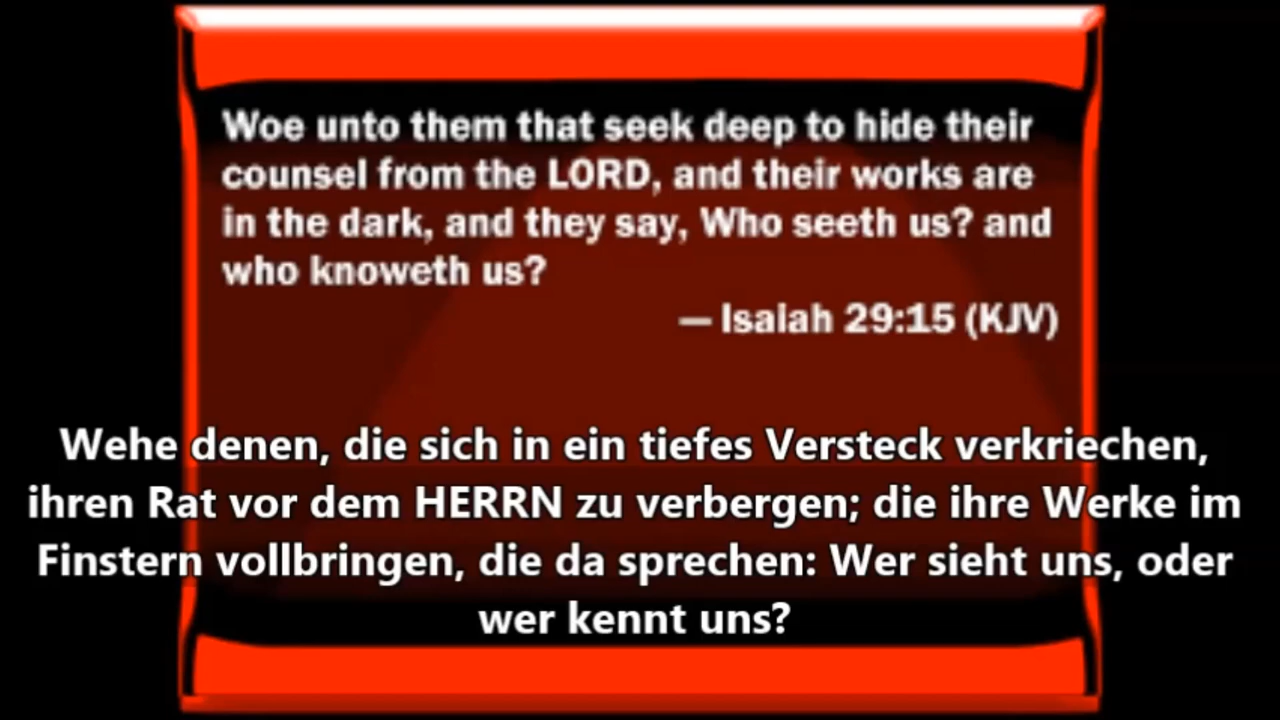 Woe unto them that seek deep to hide their
counsel from the LORD, and their works are
in the dark, and they say, Who seeth us? and
who knoweth us?
— Isaiah 29:15 (KJV)
Wehe denen, die sich in ein tiefes Versteck verkriechen,
ihren Rat vor dem HERRN zu verbergen; die ihre Werke im
Finstern vollbringen, die da sprechen: Wer sieht uns, oder
wer kennt uns?